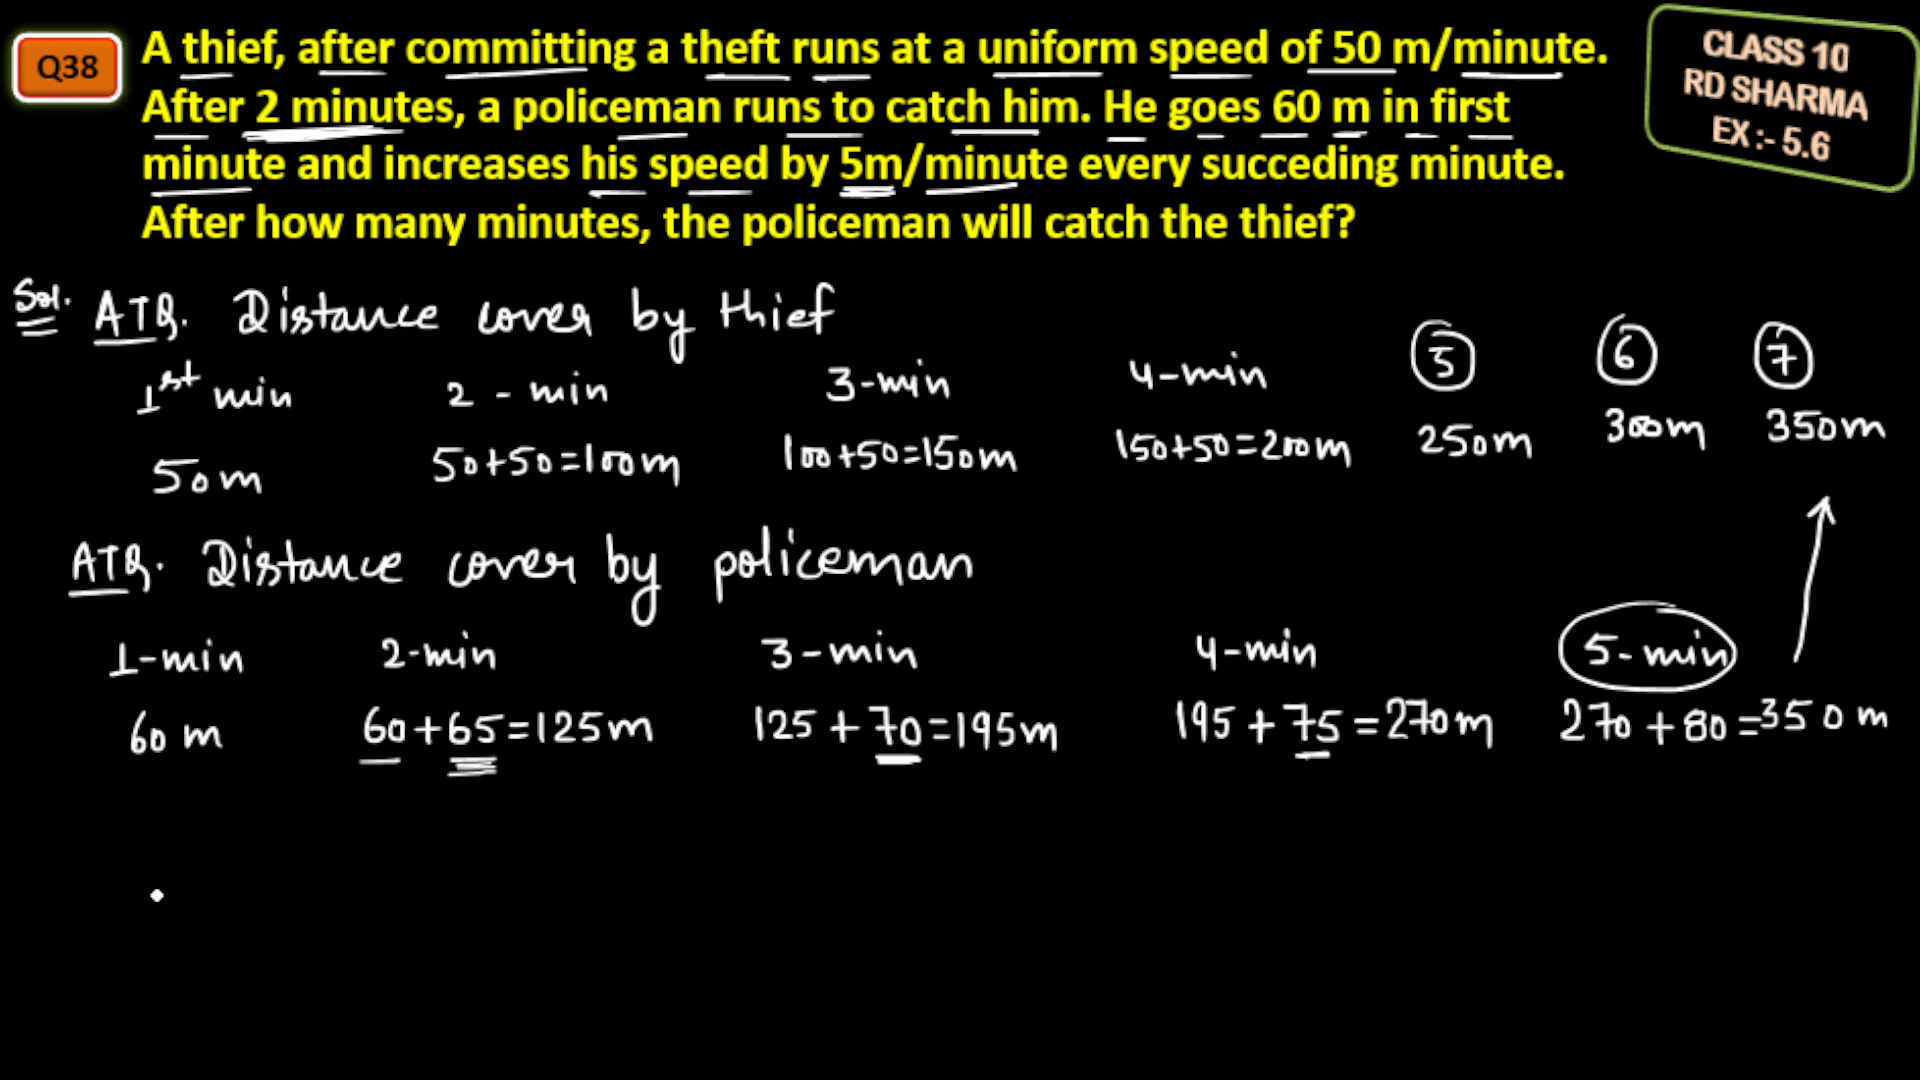 Q38 A thief, after committing a theft runs at a uniform speed of 50 m/minute.
After 2 minutes, a policeman runs to catch him. He goes 60 m in first
minute and increases his speed by 5m/minute every succeding minute.
After how many minutes, the policeman will catch the thief?
CLASS 10
RD SHARMA
EX :- 5.6
Sol. ATQ. Distance cover by thief
1st min 2 - min 3-min 4-min 5 6 7
50m 50+50=100m 100+50=150m 150+50=200m 250m 300m 350m
ATQ. Distance cover by policeman
1-min 2-min 3-min 4-min 5-min
60 m 60+65=125m 125+70=195m 195+75=270m 270+80=350m